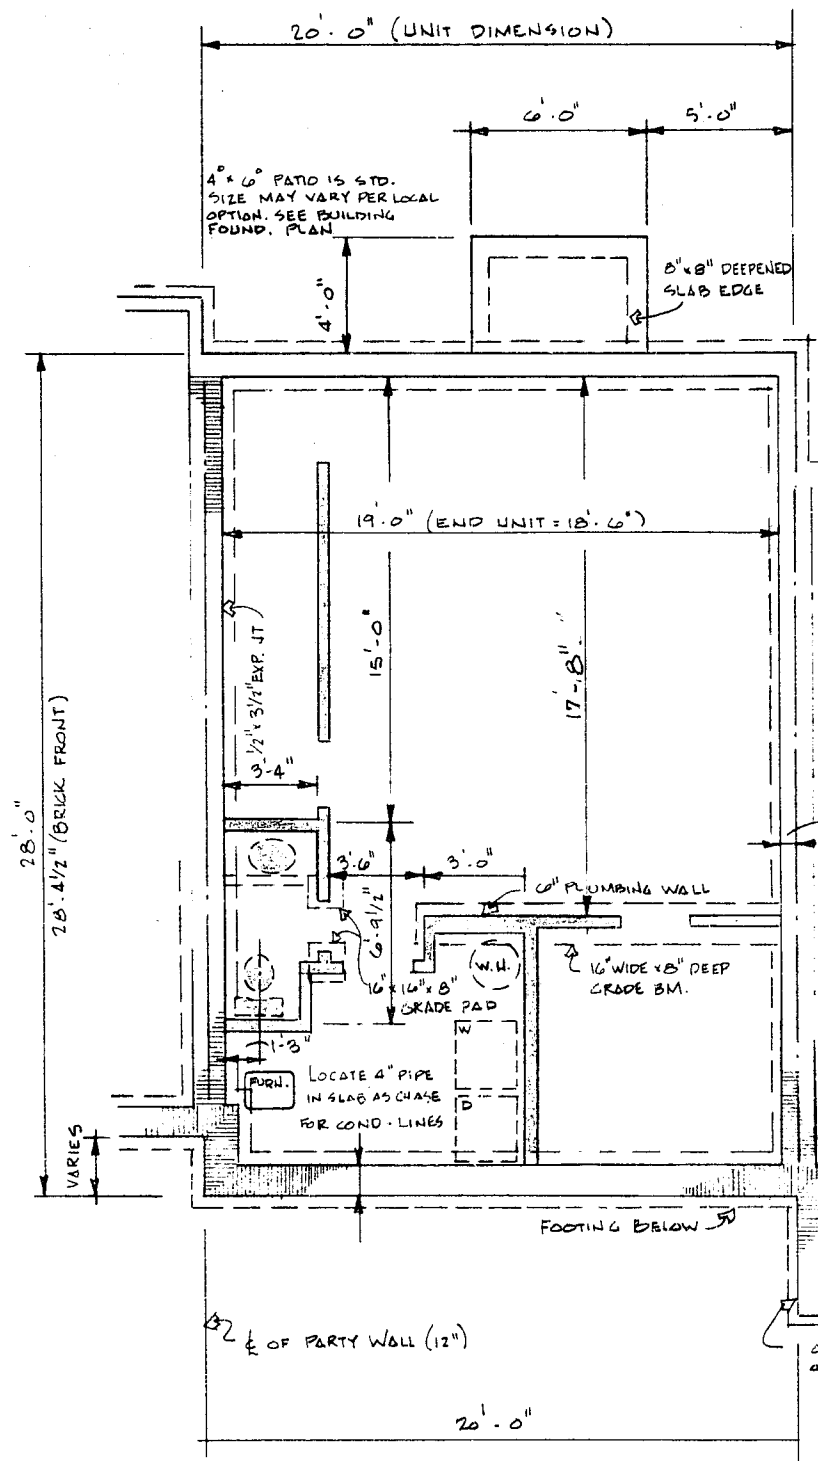 20'-0" (UNIT DIMENSION)
6'-0"
5'-0"
4° x 6° PATIO IS STD.
SIZE MAY VARY PER LOCAL
OPTION. SEE BUILDING
FOUND. PLAN
4'-0"
8"x8" DEEPENED
SLAB EDGE
19'-0" (END UNIT = 18'-6")
15'-0"
17'-8"
1/2" x 3 1/2" EXP. JT
3'-4"
28'-0"
28'-4 1/2" (BRICK FRONT)
3'-6"
3'-0"
6" PLUMBING WALL
6'-9 1/2"
W.H.
16" x 16" x 8"
GRADE PAD
16" WIDE x 8" DEEP
GRADE BM.
1'-3"
W
FURN.
LOCATE 4" PIPE
IN SLAB AS CHASE
FOR COND. LINES
D
VARIES
FOOTING BELOW
℄ OF PARTY WALL (12")
20'-0"